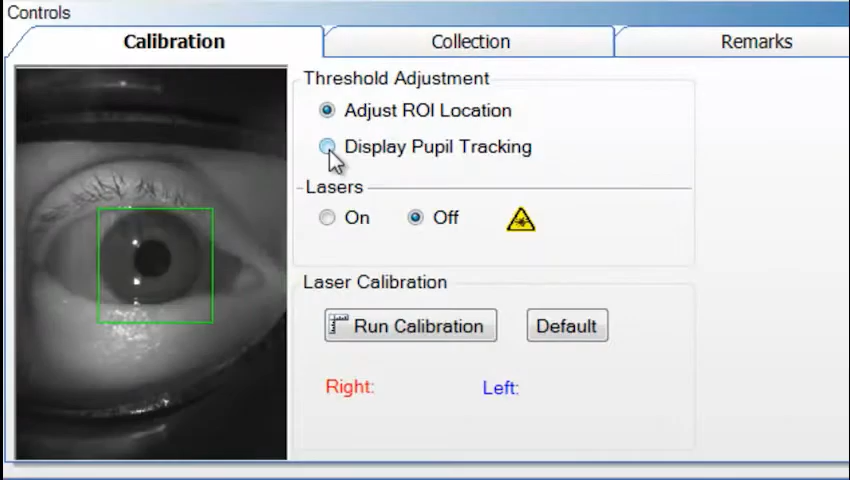 Controls
Calibration Collection Remarks
Threshold Adjustment
Adjust ROI Location
Display Pupil Tracking
Lasers
On Off
Laser Calibration
Run Calibration Default
Right: Left: